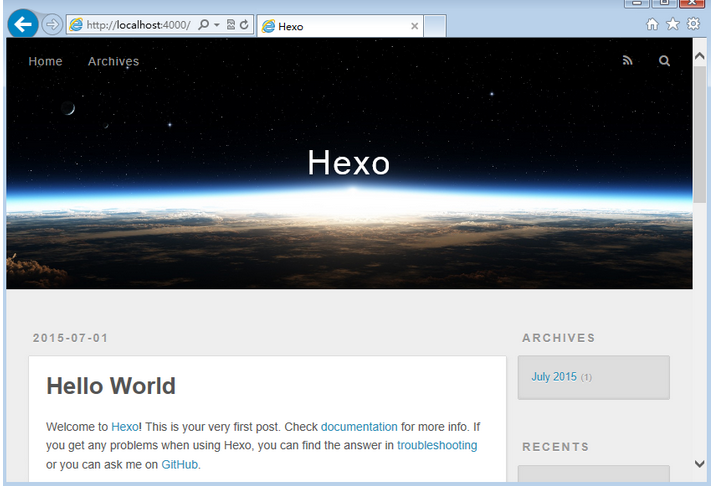 http://localhost:4000/
Hexo
Home Archives
Hexo
2015-07-01
Hello World
Welcome to Hexo! This is your very first post. Check documentation for more info. If
you get any problems when using Hexo, you can find the answer in troubleshooting
or you can ask me on GitHub.
ARCHIVES
July 2015 (1)
RECENTS